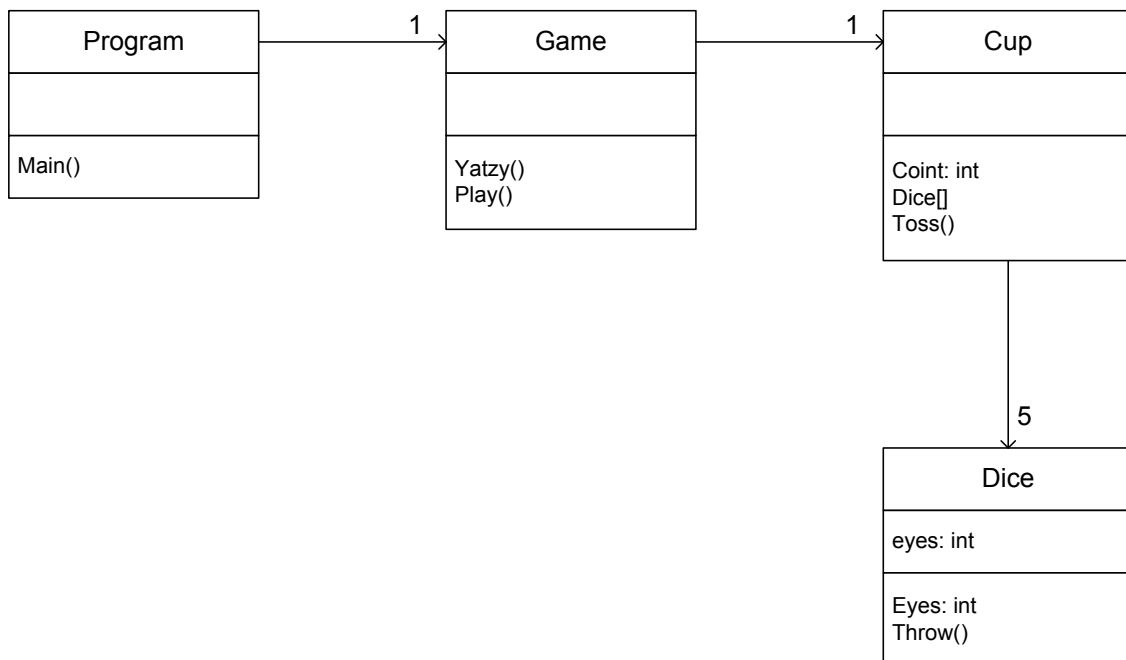 Program
Main()
1
Game
Yatzy()
Play()
1
Cup
Coint: int
Dice[]
Toss()
5
Dice
eyes: int
Eyes: int
Throw()